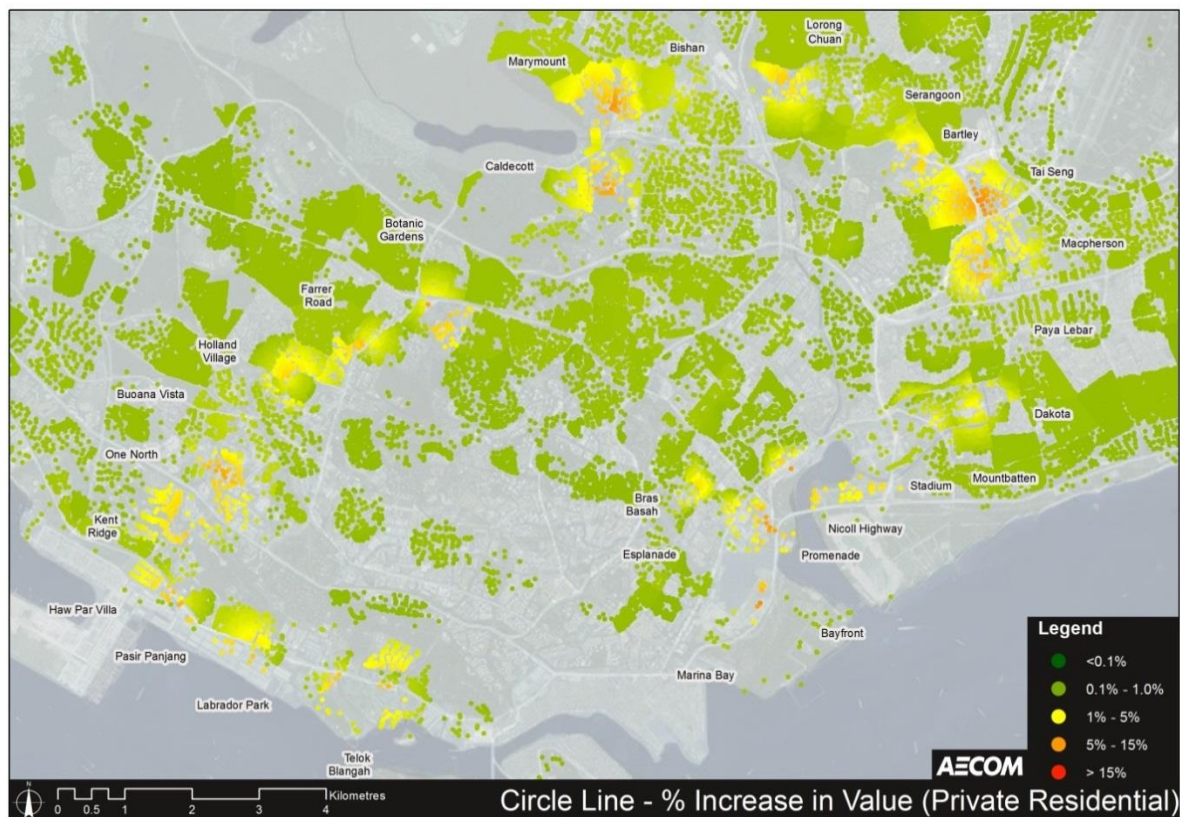 Lorong
Chuan
Bishan
Marymount
Serangoon
Bartley
Caldecott
Tai Seng
Botanic
Gardens
Macpherson
Farrer
Road
Paya Lebar
Holland
Village
Buoana Vista
Dakota
One North
Mountbatten
Stadium
Bras
Basah
Kent
Ridge
Nicoll Highway
Esplanade
Promenade
Haw Par Villa
Bayfront
Pasir Panjang
Marina Bay
Labrador Park
Telok
Blangah
Legend
<0.1%
0.1% - 1.0%
1% - 5%
5% - 15%
> 15%
AECOM
N
Kilometres
0 0.5 1 2 3 4
Circle Line - % Increase in Value (Private Residential)